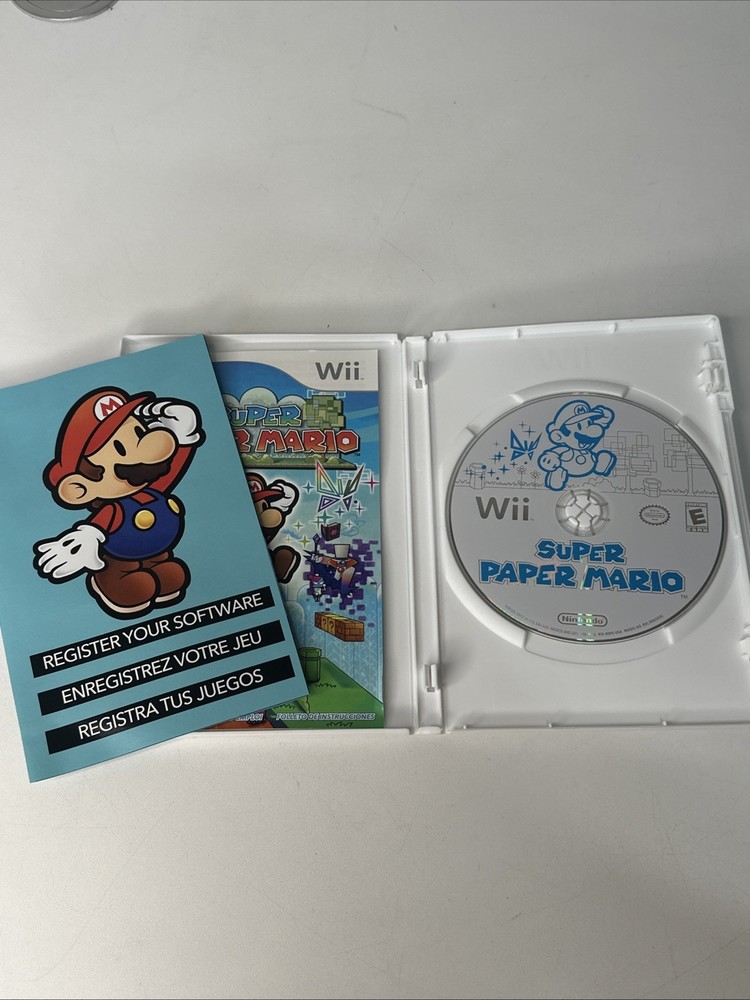 M
REGISTER YOUR SOFTWARE
ENREGISTREZ VOTRE JEU
REGISTRA TUS JUEGOS
Wii
SUPER
R MARIO
MPLOI FOLLETO DE INSTRUCCIONES
Wii
E
SUPER
PAPER MARIO
Nintendo